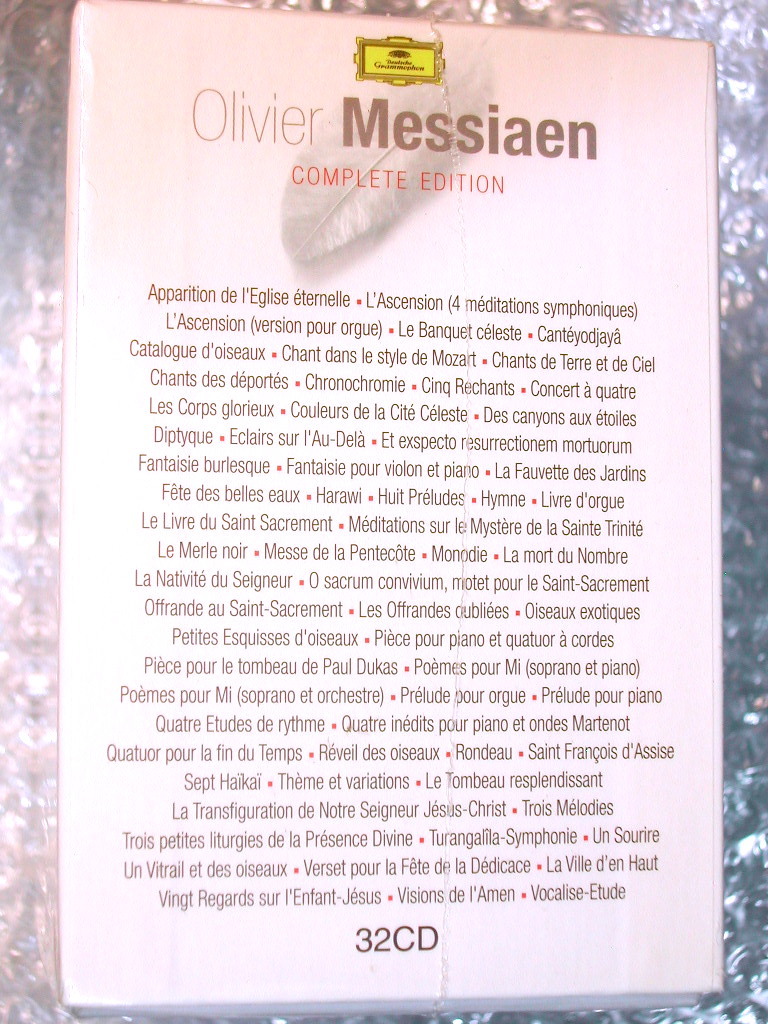 Deutsche
Grammophon
Olivier Messiaen
COMPLETE EDITION
Apparition de l'Eglise éternelle ▪ L'Ascension (4 méditations symphoniques)
L'Ascension (version pour orgue) ▪ Le Banquet céleste ▪ Cantéyodjayâ
Catalogue d'oiseaux ▪ Chant dans le style de Mozart ▪ Chants de Terre et de Ciel
Chants des déportés ▪ Chronochromie ▪ Cinq Rechants ▪ Concert à quatre
Les Corps glorieux ▪ Couleurs de la Cité Céleste ▪ Des canyons aux étoiles
Diptyque ▪ Eclairs sur l'Au-Delà ▪ Et exspecto resurrectionem mortuorum
Fantaisie burlesque ▪ Fantaisie pour violon et piano ▪ La Fauvette des Jardins
Fête des belles eaux ▪ Harawi ▪ Huit Préludes ▪ Hymne ▪ Livre d'orgue
Le Livre du Saint Sacrement ▪ Méditations sur le Mystère de la Sainte Trinité
Le Merle noir ▪ Messe de la Pentecôte ▪ Monodie ▪ La mort du Nombre
La Nativité du Seigneur ▪ O sacrum convivium, motet pour le Saint-Sacrement
Offrande au Saint-Sacrement ▪ Les Offrandes oubliées ▪ Oiseaux exotiques
Petites Esquisses d'oiseaux ▪ Pièce pour piano et quatuor à cordes
Pièce pour le tombeau de Paul Dukas ▪ Poèmes pour Mi (soprano et piano)
Poèmes pour Mi (soprano et orchestre) ▪ Prélude pour orgue ▪ Prélude pour piano
Quatre Etudes de rythme ▪ Quatre inédits pour piano et ondes Martenot
Quatuor pour la fin du Temps ▪ Réveil des oiseaux ▪ Rondeau ▪ Saint François d'Assise
Sept Haïkaï ▪ Thème et variations ▪ Le Tombeau resplendissant
La Transfiguration de Notre Seigneur Jésus-Christ ▪ Trois Mélodies
Trois petites liturgies de la Présence Divine ▪ Turangalîla-Symphonie ▪ Un Sourire
Un Vitrail et des oiseaux ▪ Verset pour la Fête de la Dédicace ▪ La Ville d'en Haut
Vingt Regards sur l'Enfant-Jésus ▪ Visions de l'Amen ▪ Vocalise-Etude
32CD